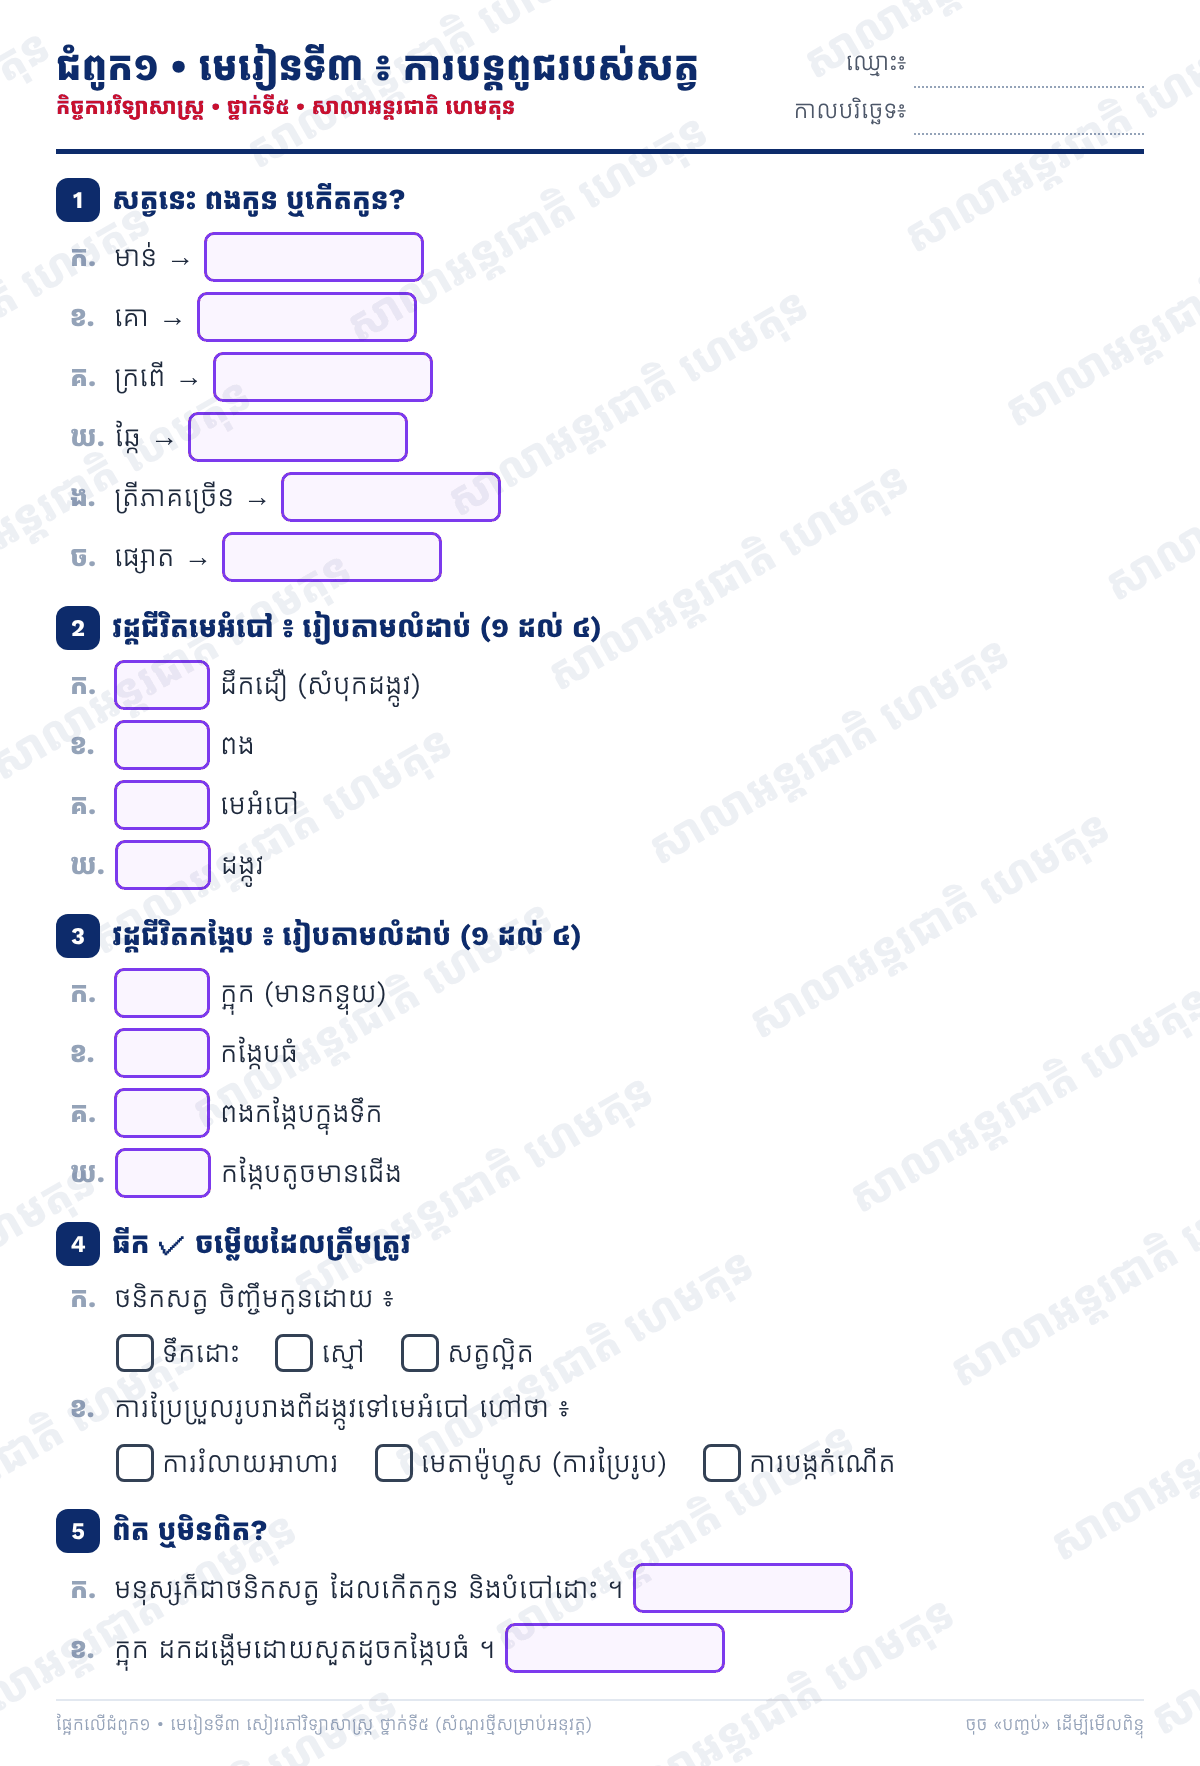 ជំពូក១ • មេរៀនទី៣ ៖ ការបន្តពូជរបស់សត្វ
ឈ្មោះ៖
កិច្ចការវិទ្យាសាស្ត្រ • ថ្នាក់ទី៥ • សាលាអន្តរជាតិ ហេមតុន
កាលបរិច្ឆេទ៖
1 សត្វនេះ ពងកូន ឬកើតកូន?
ក. មាន់ →
ខ. គោ →
គ. ក្រពើ →
ឃ. ឆ្កែ →
ង. ត្រីភាគច្រើន →
ច. ផ្សោត →
2 វដ្តជីវិតមេអំបៅ ៖ រៀបតាមលំដាប់ (១ ដល់ ៤)
ក. ដឹកដឿ (សំបុកដង្កូវ)
ខ. ពង
គ. មេអំបៅ
ឃ. ដង្កូវ
3 វដ្តជីវិតកង្កែប ៖ រៀបតាមលំដាប់ (១ ដល់ ៤)
ក. ក្អុក (មានកន្ទុយ)
ខ. កង្កែបធំ
គ. ពងកង្កែបក្នុងទឹក
ឃ. កង្កែបតូចមានជើង
4 ធីក ✓ ចម្លើយដែលត្រឹមត្រូវ
ក. ថនិកសត្វ ចិញ្ចឹមកូនដោយ ៖
ទឹកដោះ ស្មៅ សត្វល្អិត
ខ. ការប្រែប្រួលរូបរាងពីដង្កូវទៅមេអំបៅ ហៅថា ៖
ការរំលាយអាហារ មេតាម៉ូហ្វូស (ការប្រែរូប) ការបង្កកំណើត
5 ពិត ឬមិនពិត?
ក. មនុស្សក៏ជាថនិកសត្វ ដែលកើតកូន និងបំបៅដោះ ។
ខ. ក្អុក ដកដង្ហើមដោយសួតដូចកង្កែបធំ ។
ផ្អែកលើជំពូក១ • មេរៀនទី៣ សៀវភៅវិទ្យាសាស្ត្រ ថ្នាក់ទី៥ (សំណួរថ្មីសម្រាប់អនុវត្ត)
ចុច «បញ្ចប់» ដើម្បីមើលពិន្ទុ
សាលាអន្តរជាតិ ហេមតុន